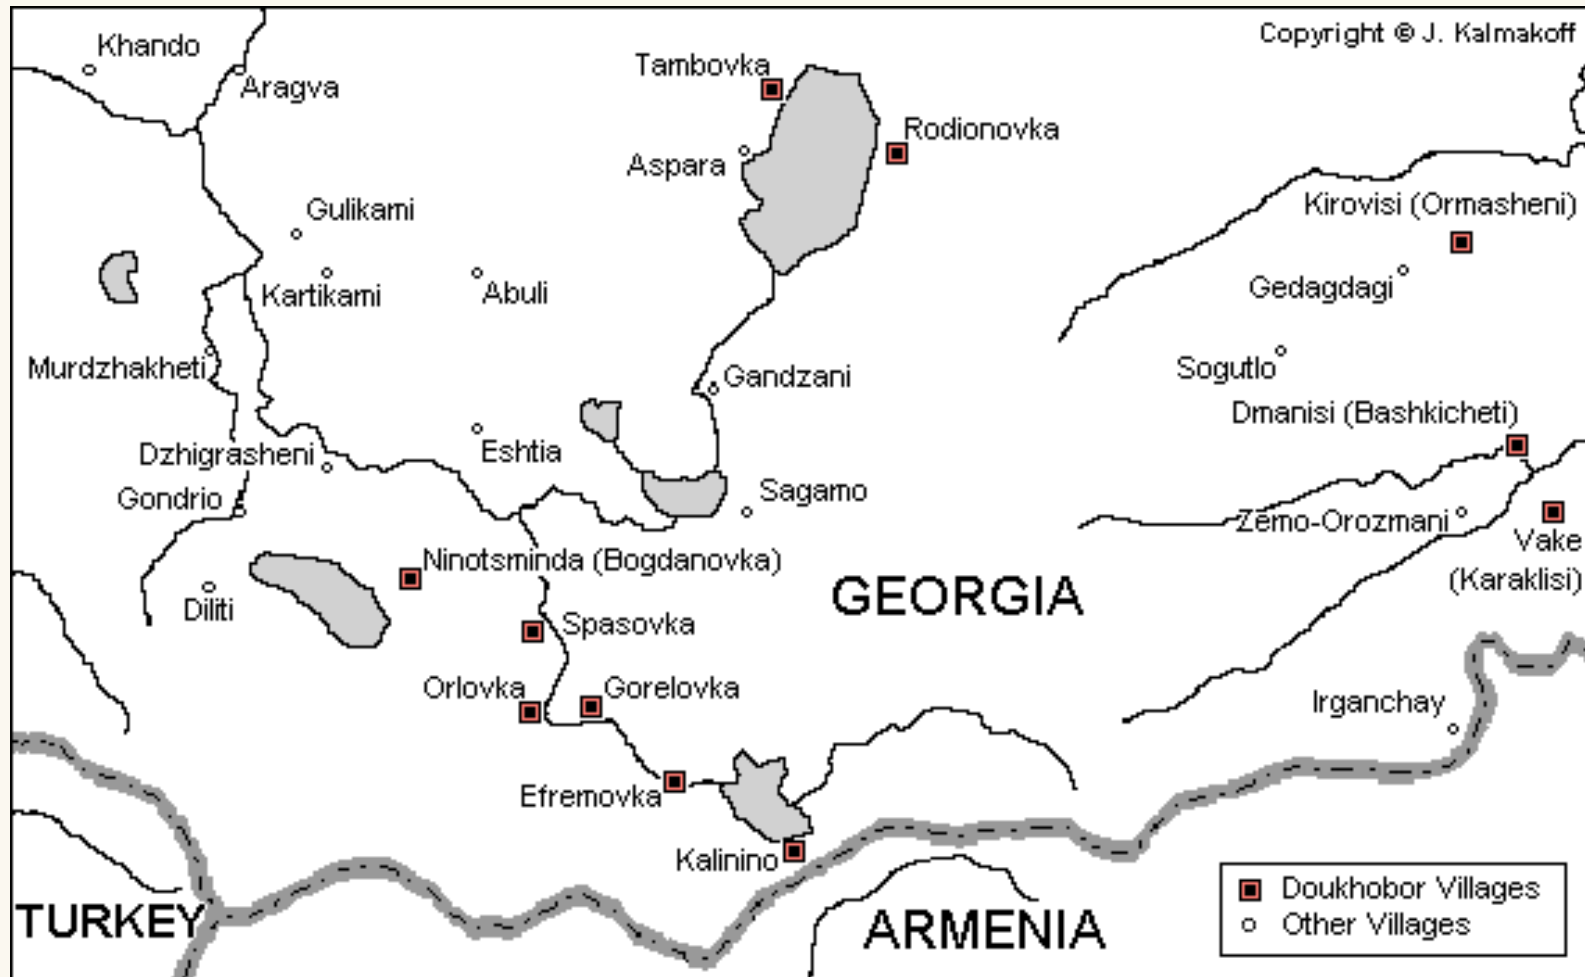 Copyright © J. Kalmakoff
Khando
Aragva
Tambovka
Rodionovka
Aspara
Gulikami
Kirovisi (Ormasheni)
Kartikami
Abuli
Gedagdagi
Murdzhakheti
Gandzani
Sogutlo
Dmanisi (Bashkicheti)
Dzhigrasheni
Eshtia
Gondrio
Sagamo
Zemo-Orozmani
Vake
(Karaklisi)
Ninotsminda (Bogdanovka)
Diliti
GEORGIA
Spasovka
Orlovka
Gorelovka
Irganchay
Efremovka
Kalinino
TURKEY
ARMENIA
Doukhobor Villages
Other Villages